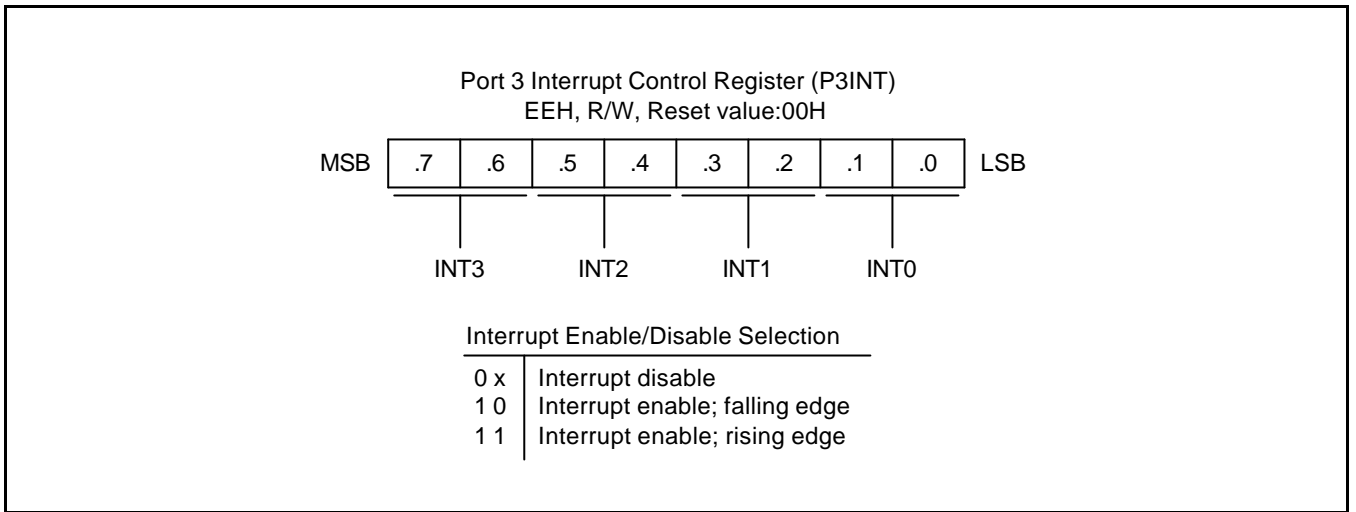 Port 3 Interrupt Control Register (P3INT)
EEH, R/W, Reset value:00H
MSB .7 .6 .5 .4 .3 .2 .1 .0 LSB
INT3 INT2 INT1 INT0
Interrupt Enable/Disable Selection
0 x Interrupt disable
1 0 Interrupt enable; falling edge
1 1 Interrupt enable; rising edge